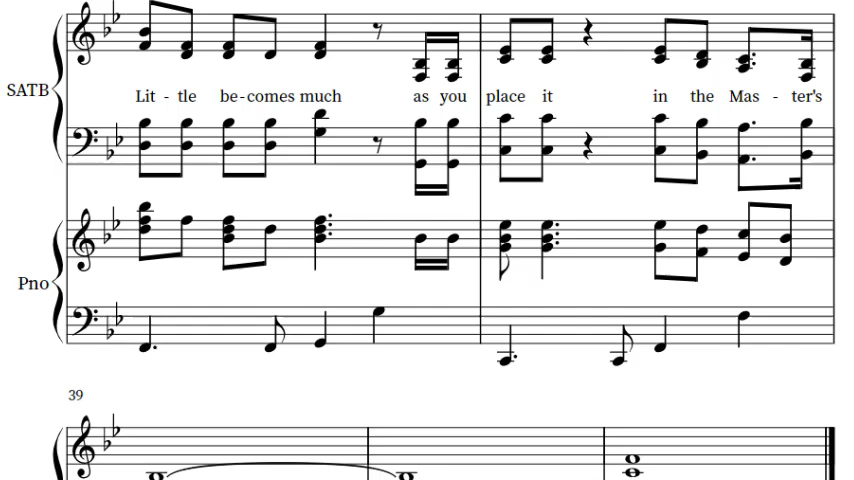 SATB
Lit - tle be - comes much as you place it in the Mas - ter's
Pno
39